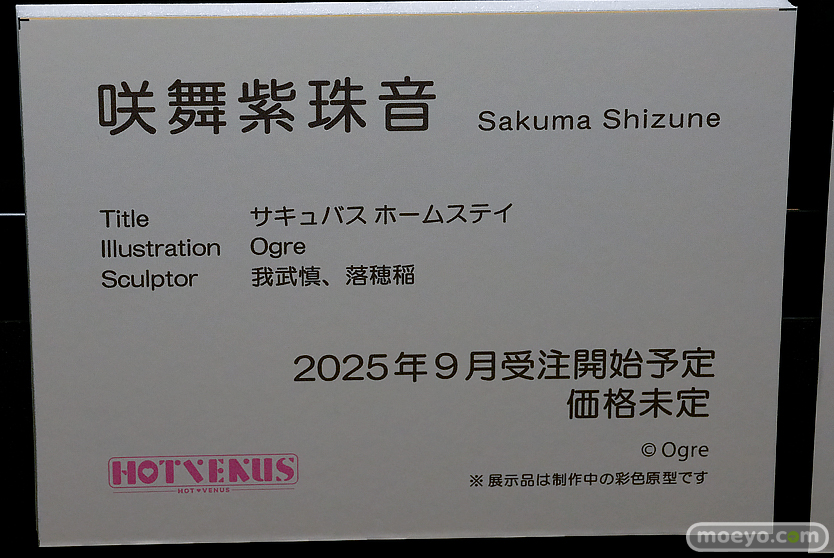 咲舞紫珠音 Sakuma Shizune
Title サキュバス ホームステイ
Illustration Ogre
Sculptor 我武慎、落穂稲
2025年9月受注開始予定
価格未定
© Ogre
HOT VENUS
HOT♥VENUS
※展示品は制作中の彩色原型です
moeyo.com